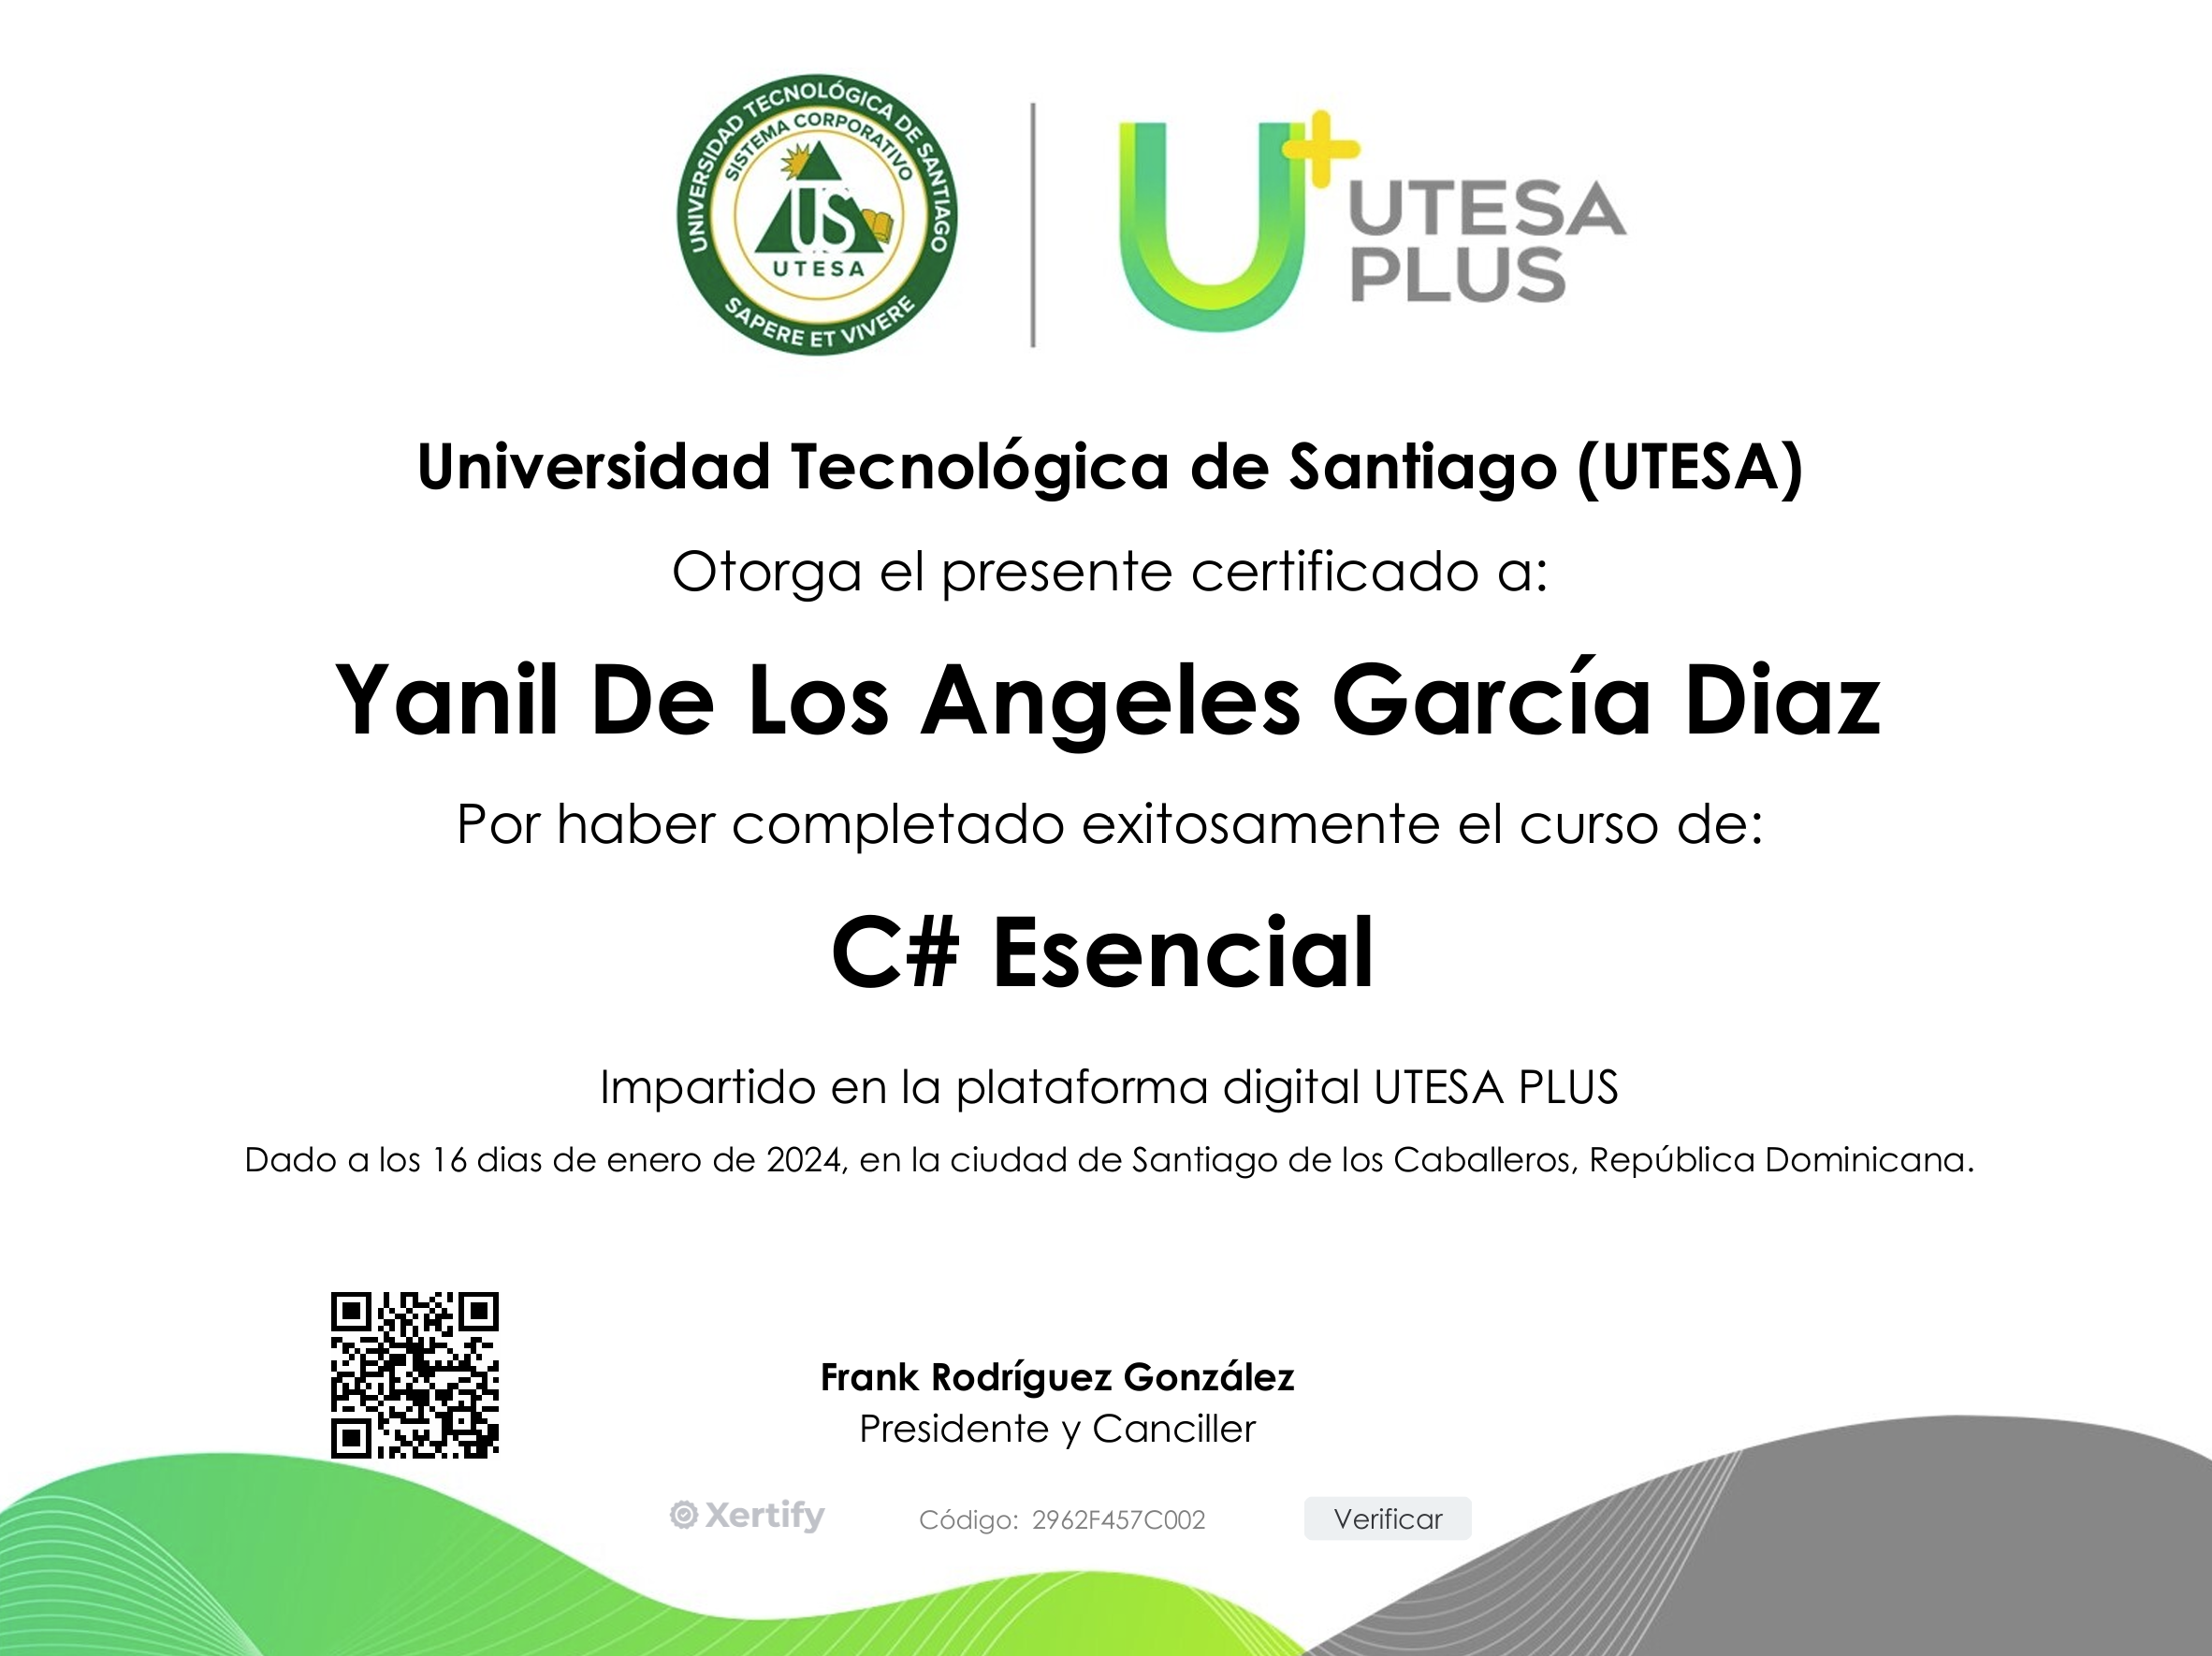 UNIVERSIDAD TECNOLÓGICA DE SANTIAGO
SISTEMA CORPORATIVO
US
UTESA
SAPERE ET VIVERE
U+
UTESA
PLUS
Universidad Tecnológica de Santiago (UTESA)
Otorga el presente certificado a:
Yanil De Los Angeles García Diaz
Por haber completado exitosamente el curso de:
C# Esencial
Impartido en la plataforma digital UTESA PLUS
Dado a los 16 dias de enero de 2024, en la ciudad de Santiago de los Caballeros, República Dominicana.
Frank Rodríguez González
Presidente y Canciller
Xertify Código: 2962F457C002 Verificar